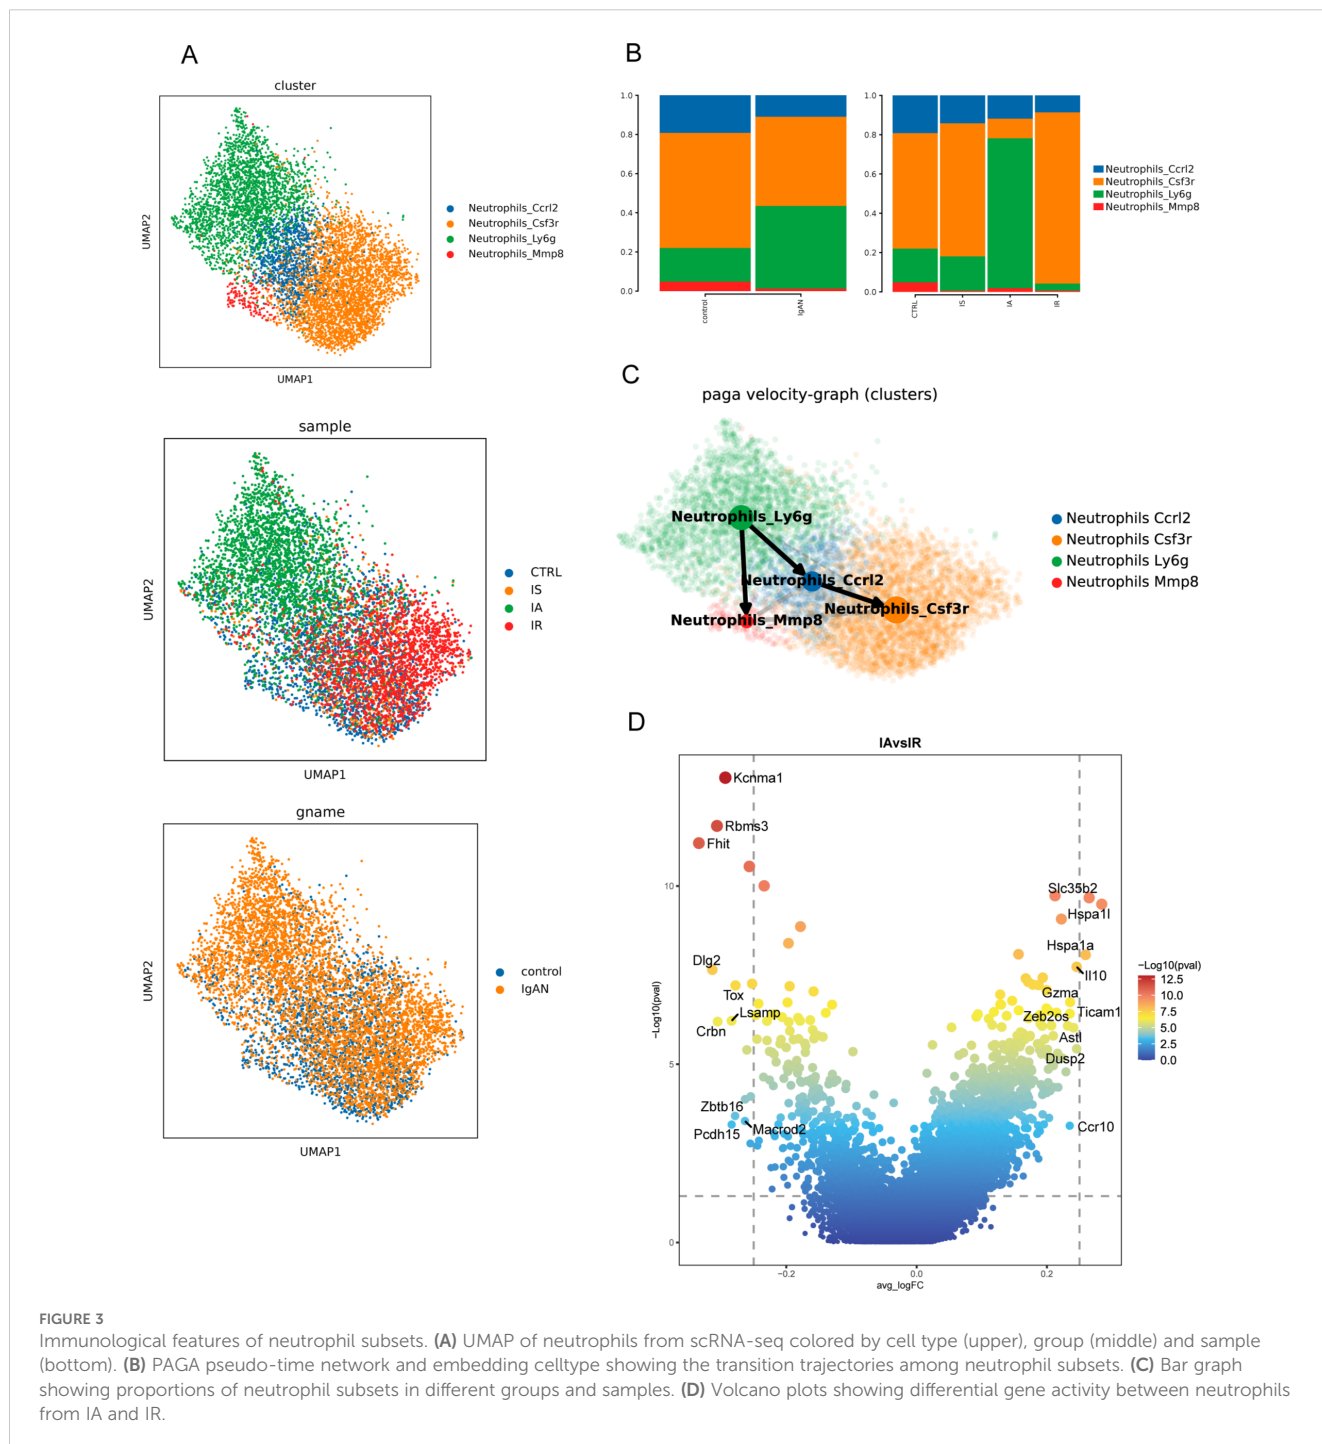 A
cluster
UMAP2
UMAP1
Neutrophils_Ccrl2
Neutrophils_Csf3r
Neutrophils_Ly6g
Neutrophils_Mmp8
sample
UMAP2
UMAP1
CTRL
IS
IA
IR
gname
UMAP2
UMAP1
control
IgAN
B
1.0
0.8
0.6
0.4
0.2
0.0
control
IgAN
1.0
0.8
0.6
0.4
0.2
0.0
CTRL
IS
IA
IR
Neutrophils_Ccrl2
Neutrophils_Csf3r
Neutrophils_Ly6g
Neutrophils_Mmp8
C
paga velocity-graph (clusters)
Neutrophils_Ly6g
Neutrophils_Ccrl2
Neutrophils_Csf3r
Neutrophils_Mmp8
Neutrophils Ccrl2
Neutrophils Csf3r
Neutrophils Ly6g
Neutrophils Mmp8
D
IAvsIR
Kcnma1
Rbms3
Fhit
Slc35b2
Hspa1l
Hspa1a
Dlg2
Il10
Tox
Gzma
Lsamp
Zeb2os
Ticam1
Crbn
Astl
Dusp2
Zbtb16
Pcdh15
Macrod2
Ccr10
10
5
0
−Log10(pval)
−0.2
0.0
0.2
avg_logFC
−Log10(pval)
12.5
10.0
7.5
5.0
2.5
0.0
FIGURE 3
Immunological features of neutrophil subsets. (A) UMAP of neutrophils from scRNA-seq colored by cell type (upper), group (middle) and sample
(bottom). (B) PAGA pseudo-time network and embedding celltype showing the transition trajectories among neutrophil subsets. (C) Bar graph
showing proportions of neutrophil subsets in different groups and samples. (D) Volcano plots showing differential gene activity between neutrophils
from IA and IR.